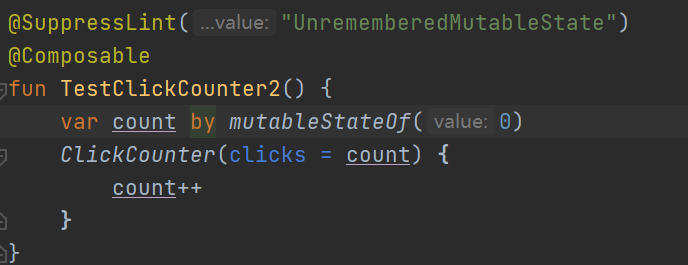 @SuppressLint(...value: "UnrememberedMutableState")
@Composable
fun TestClickCounter2() {
var count by mutableStateOf( value: 0)
ClickCounter(clicks = count) {
count++
}
}